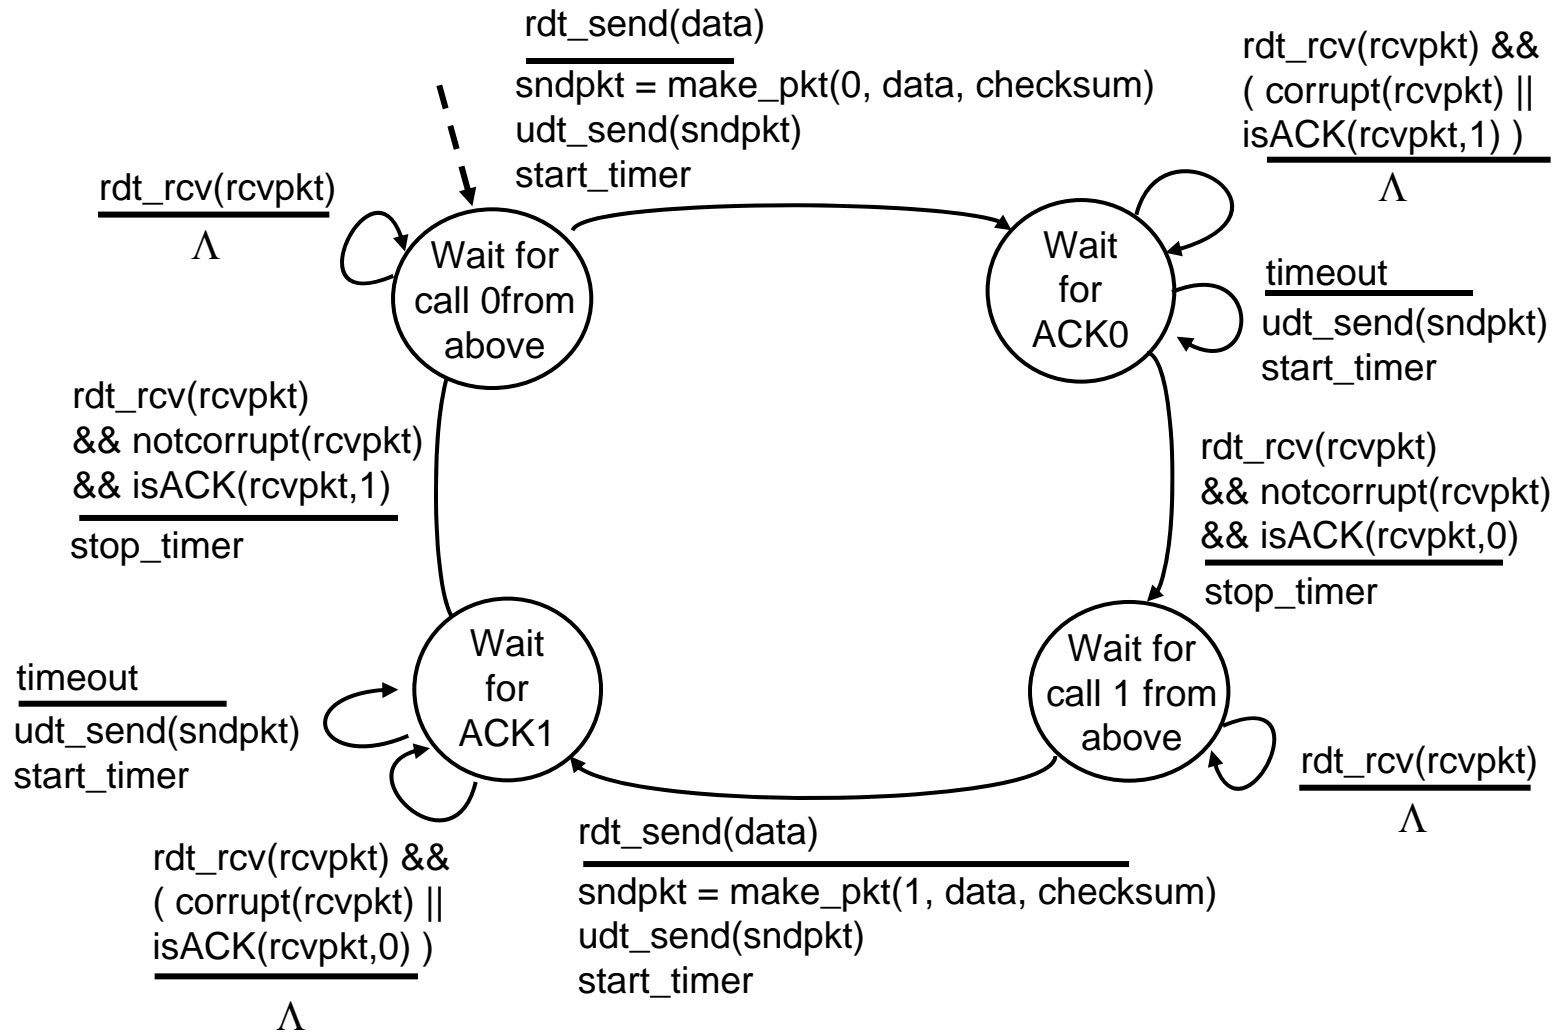 rdt_send(data)
sndpkt = make_pkt(0, data, checksum)
udt_send(sndpkt)
start_timer
rdt_rcv(rcvpkt) &&
( corrupt(rcvpkt) ||
isACK(rcvpkt,1) )
Λ
rdt_rcv(rcvpkt)
Λ
Wait for
call 0from
above
Wait
for
ACK0
timeout
udt_send(sndpkt)
start_timer
rdt_rcv(rcvpkt)
&& notcorrupt(rcvpkt)
&& isACK(rcvpkt,1)
stop_timer
rdt_rcv(rcvpkt)
&& notcorrupt(rcvpkt)
&& isACK(rcvpkt,0)
stop_timer
Wait
for
ACK1
Wait for
call 1 from
above
timeout
udt_send(sndpkt)
start_timer
rdt_rcv(rcvpkt)
Λ
rdt_rcv(rcvpkt) &&
( corrupt(rcvpkt) ||
isACK(rcvpkt,0) )
Λ
rdt_send(data)
sndpkt = make_pkt(1, data, checksum)
udt_send(sndpkt)
start_timer